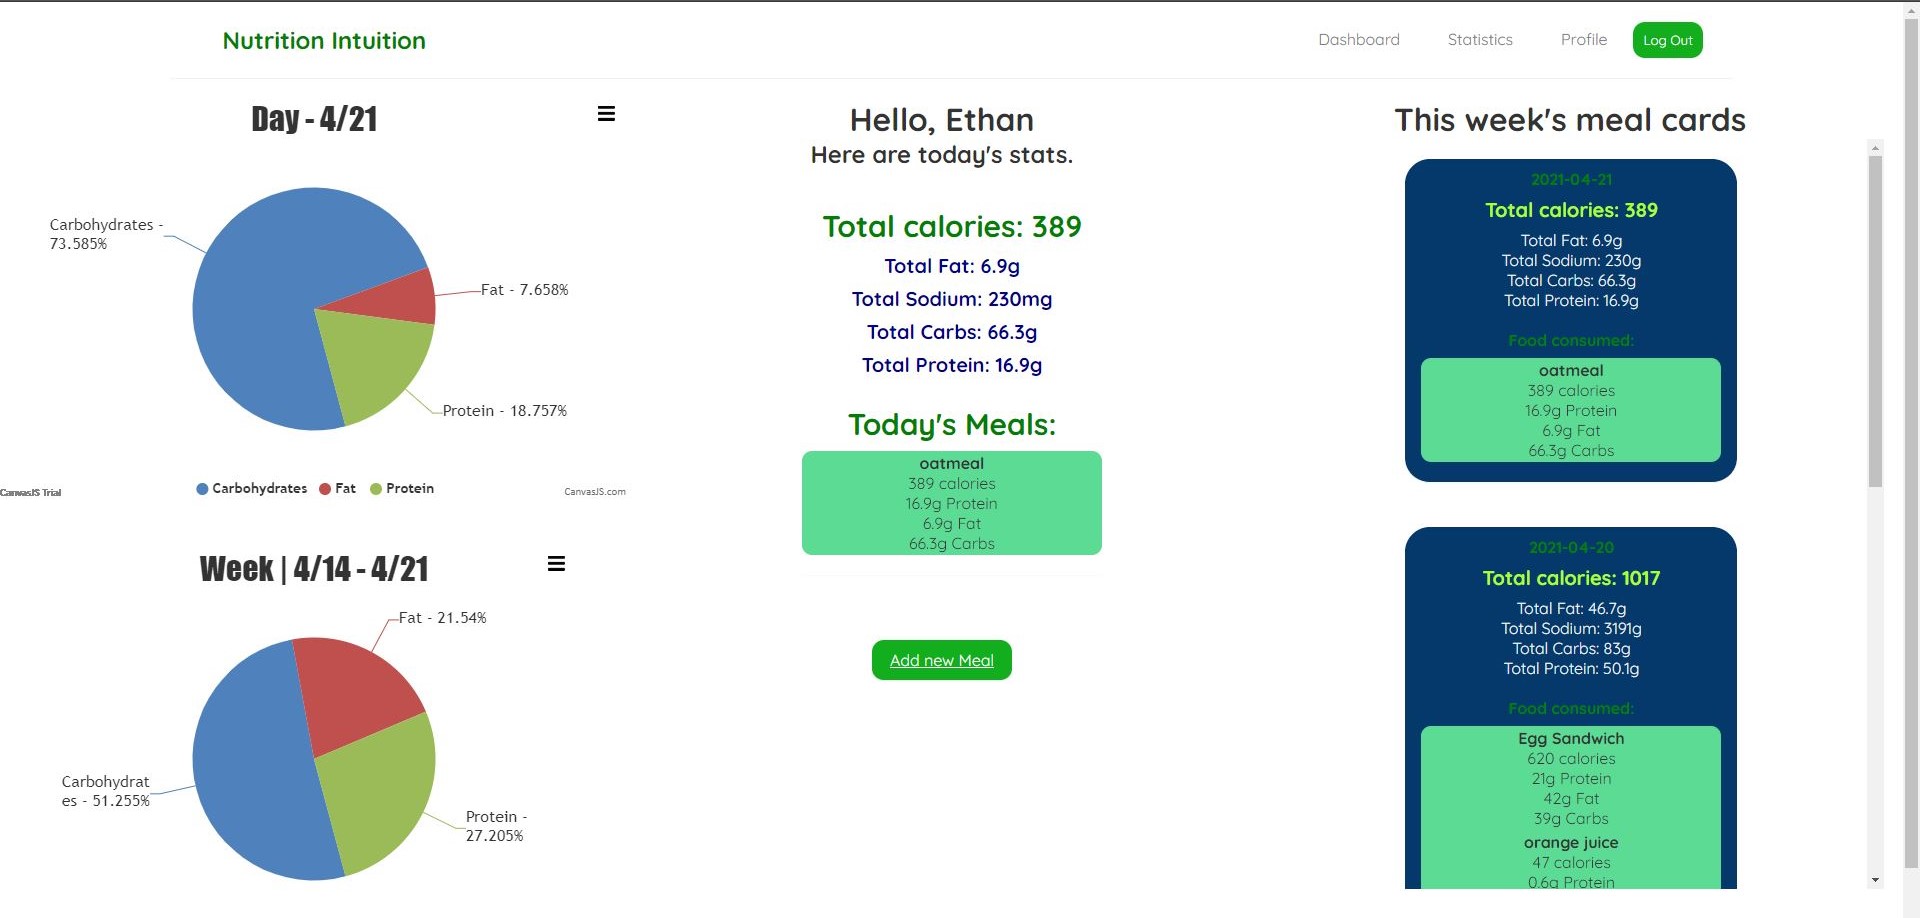 Nutrition Intuition
Dashboard
Statistics
Profile
Log Out
Day - 4/21
Carbohydrates -
73.585%
Fat - 7.658%
Protein - 18.757%
Carbohydrates
Fat
Protein
CanvasJS Trial
CanvasJS.com
Week | 4/14 - 4/21
Fat - 21.54%
Carbohydrat
es - 51.255%
Protein -
27.205%
Hello, Ethan
Here are today's stats.
Total calories: 389
Total Fat: 6.9g
Total Sodium: 230mg
Total Carbs: 66.3g
Total Protein: 16.9g
Today's Meals:
oatmeal
389 calories
16.9g Protein
6.9g Fat
66.3g Carbs
Add new Meal
This week's meal cards
2021-04-21
Total calories: 389
Total Fat: 6.9g
Total Sodium: 230g
Total Carbs: 66.3g
Total Protein: 16.9g
Food consumed:
oatmeal
389 calories
16.9g Protein
6.9g Fat
66.3g Carbs
2021-04-20
Total calories: 1017
Total Fat: 46.7g
Total Sodium: 3191g
Total Carbs: 83g
Total Protein: 50.1g
Food consumed:
Egg Sandwich
620 calories
21g Protein
42g Fat
39g Carbs
orange juice
47 calories
0.6g Protein